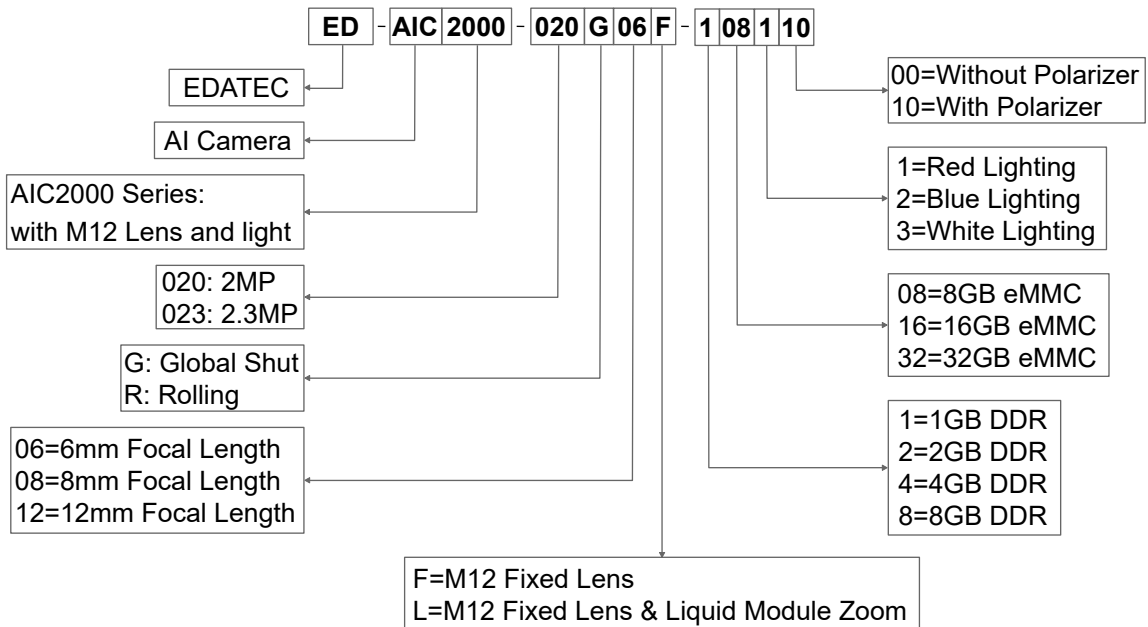 ED - AIC 2000 - 020 G 06 F - 1 08 1 10
EDATEC
AI Camera
AIC2000 Series:
with M12 Lens and light
020: 2MP
023: 2.3MP
G: Global Shut
R: Rolling
06=6mm Focal Length
08=8mm Focal Length
12=12mm Focal Length
F=M12 Fixed Lens
L=M12 Fixed Lens & Liquid Module Zoom
00=Without Polarizer
10=With Polarizer
1=Red Lighting
2=Blue Lighting
3=White Lighting
08=8GB eMMC
16=16GB eMMC
32=32GB eMMC
1=1GB DDR
2=2GB DDR
4=4GB DDR
8=8GB DDR